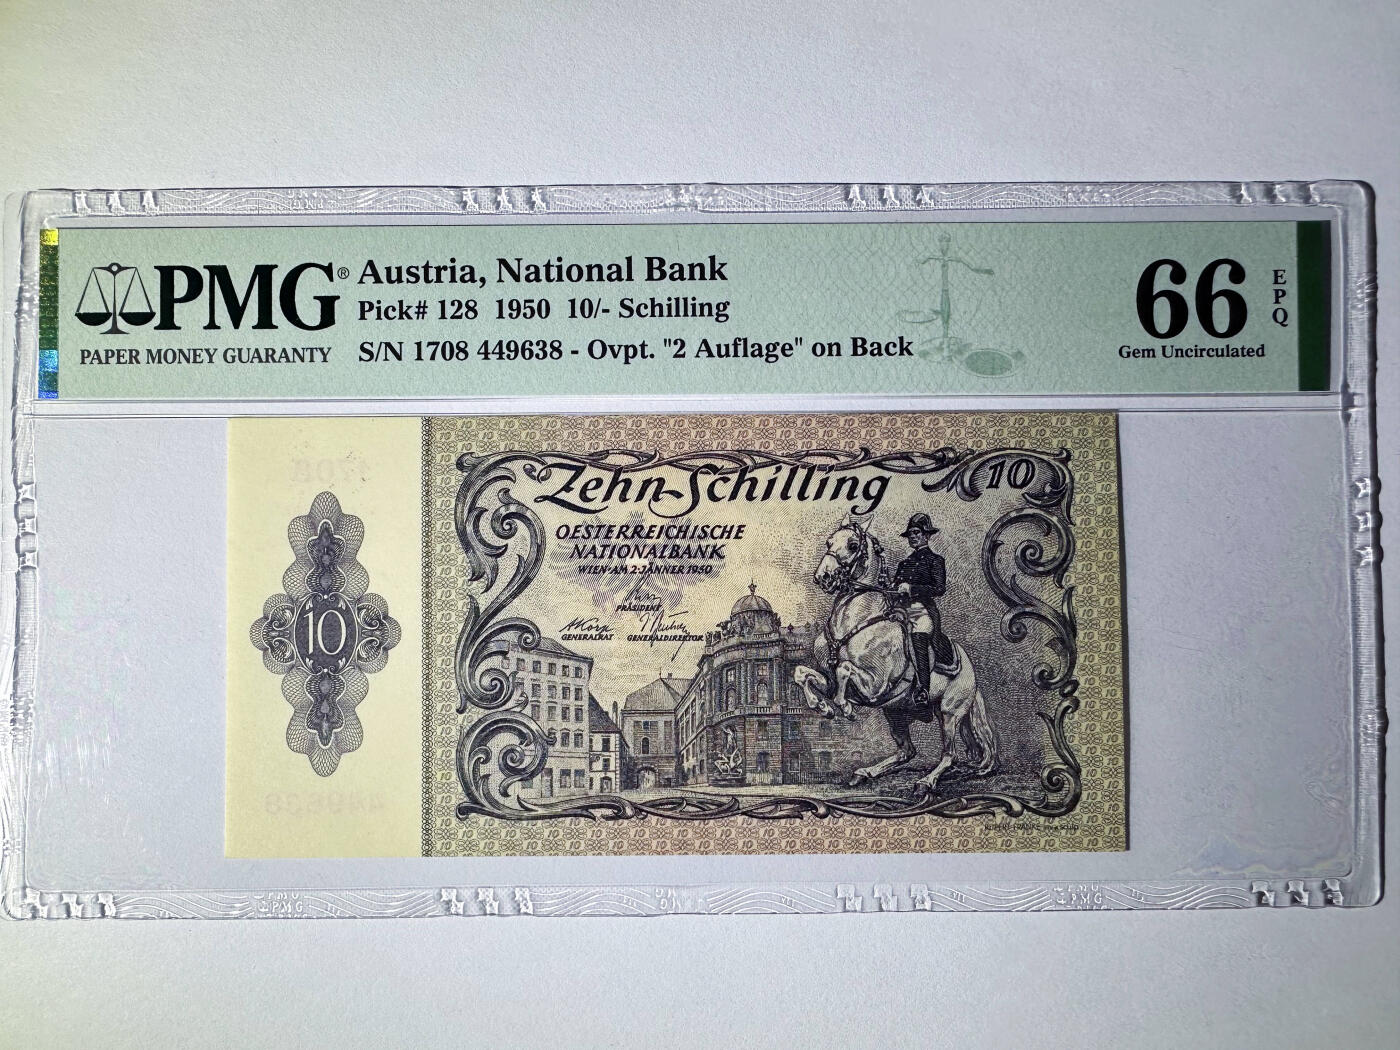 PMG®
PAPER MONEY GUARANTY
Austria, National Bank
Pick# 128 1950 10/- Schilling
S/N 1708 449638 - Ovpt. "2 Auflage" on Back
66
EPQ
Gem Uncirculated
Zehn-Schilling
10
OESTERREICHISCHE
NATIONALBANK
WIEN·AM 2·JÄNNER 1950
PRÄSIDENT
GENERALRAT GENERALDIREKTOR
10